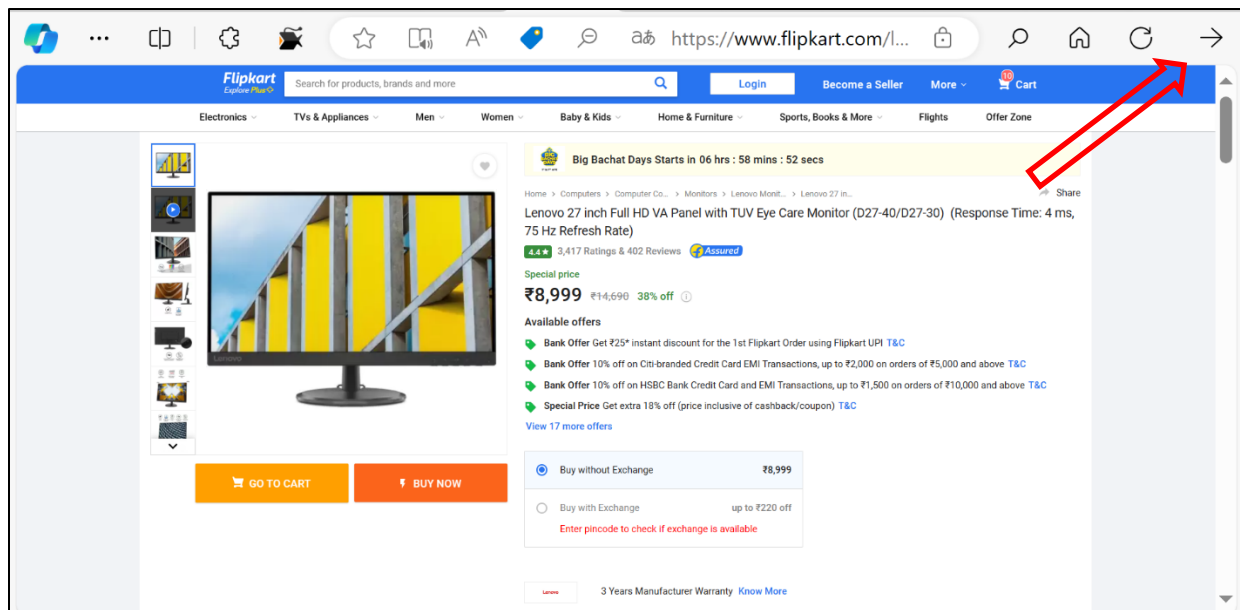 aあ https://www.flipkart.com/l...
Flipkart
Explore Plus
Search for products, brands and more
Login
Become a Seller
More
10
Cart
Electronics
TVs & Appliances
Men
Women
Baby & Kids
Home & Furniture
Sports, Books & More
Flights
Offer Zone
Big Bachat Days Starts in 06 hrs : 58 mins : 52 secs
Home > Computers > Computer Co... > Monitors > Lenovo Monit... > Lenovo 27 in...
Share
Lenovo 27 inch Full HD VA Panel with TUV Eye Care Monitor (D27-40/D27-30) (Response Time: 4 ms,
75 Hz Refresh Rate)
4.4★ 3,417 Ratings & 402 Reviews Assured
Special price
₹8,999 ₹14,690 38% off
Available offers
Bank Offer Get ₹25* instant discount for the 1st Flipkart Order using Flipkart UPI T&C
Bank Offer 10% off on Citi-branded Credit Card EMI Transactions, up to ₹2,000 on orders of ₹5,000 and above T&C
Bank Offer 10% off on HSBC Bank Credit Card and EMI Transactions, up to ₹1,500 on orders of ₹10,000 and above T&C
Special Price Get extra 18% off (price inclusive of cashback/coupon) T&C
View 17 more offers
Lenovo
GO TO CART
BUY NOW
Buy without Exchange ₹8,999
Buy with Exchange up to ₹220 off
Enter pincode to check if exchange is available
Lenovo
3 Years Manufacturer Warranty Know More